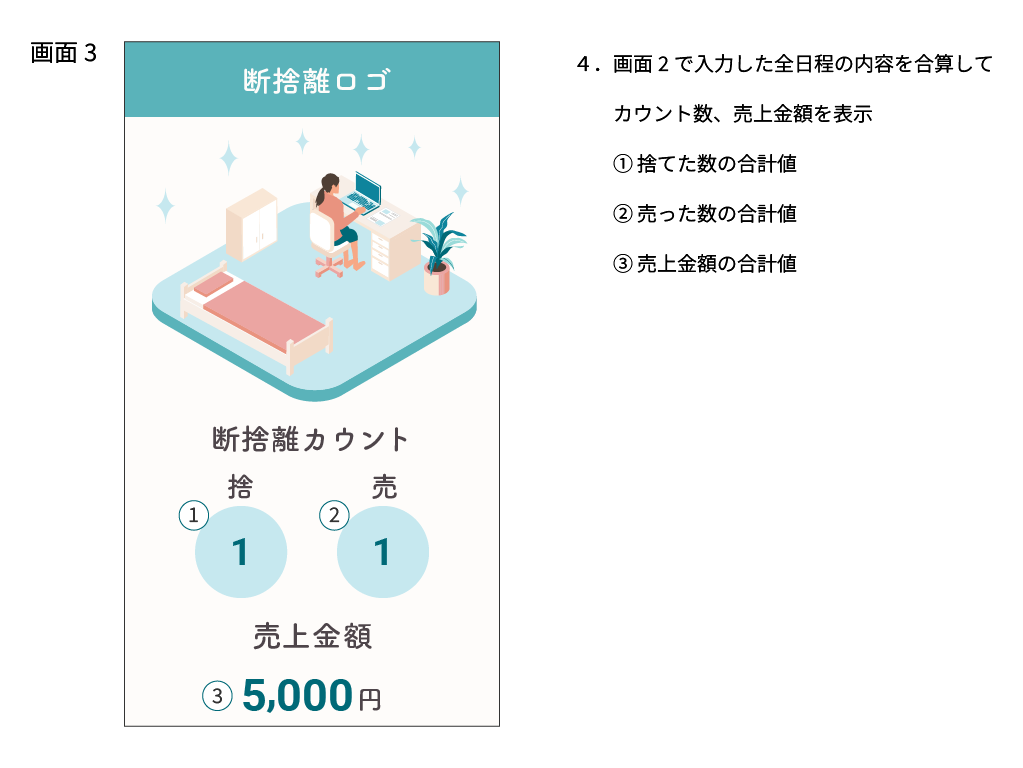 画面 3
断捨離ロゴ
断捨離カウント
捨 売
① ②
1 1
売上金額
③ 5,000 円
４．画面 2 で入力した全日程の内容を合算して
カウント数、売上金額を表示
① 捨てた数の合計値
② 売った数の合計値
③ 売上金額の合計値